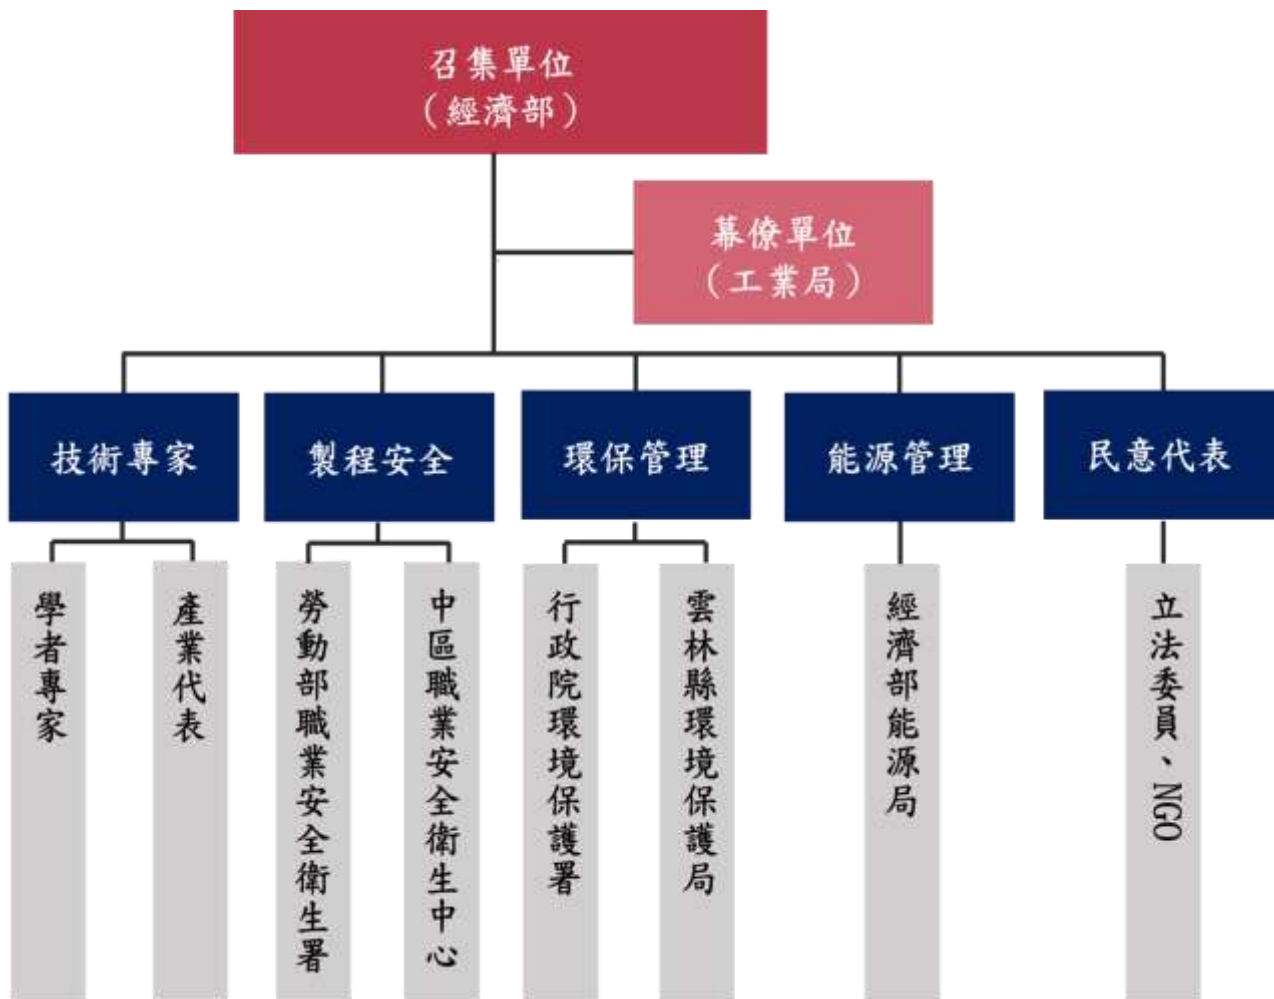 召集單位
（經濟部）
幕僚單位
（工業局）
技術專家
製程安全
環保管理
能源管理
民意代表
學者專家
產業代表
勞動部職業安全衛生署
中區職業安全衛生中心
行政院環境保護署
雲林縣環境保護局
經濟部能源局
立法委員、NGO